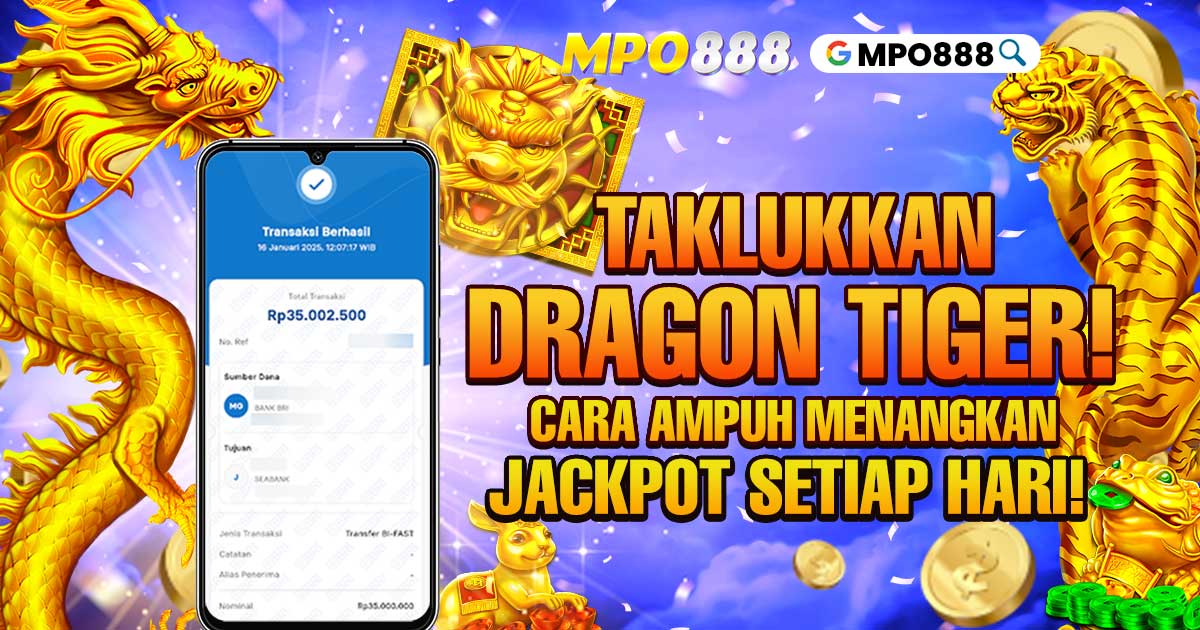 MPO888
MPO888
Transaksi Berhasil
16 Januari 2025, 12:07:17 WIB
Total Transaksi
Rp35.002.500
No. Ref
Sumber Dana
MG
BANK BRI
Tujuan
J
SEABANK
Jenis Transaksi Transfer BI-FAST
Catatan -
Alias Penerima -
Nominal Rp35.000.000
TAKLUKKAN
DRAGON TIGER!
CARA AMPUH MENANGKAN
JACKPOT SETIAP HARI!